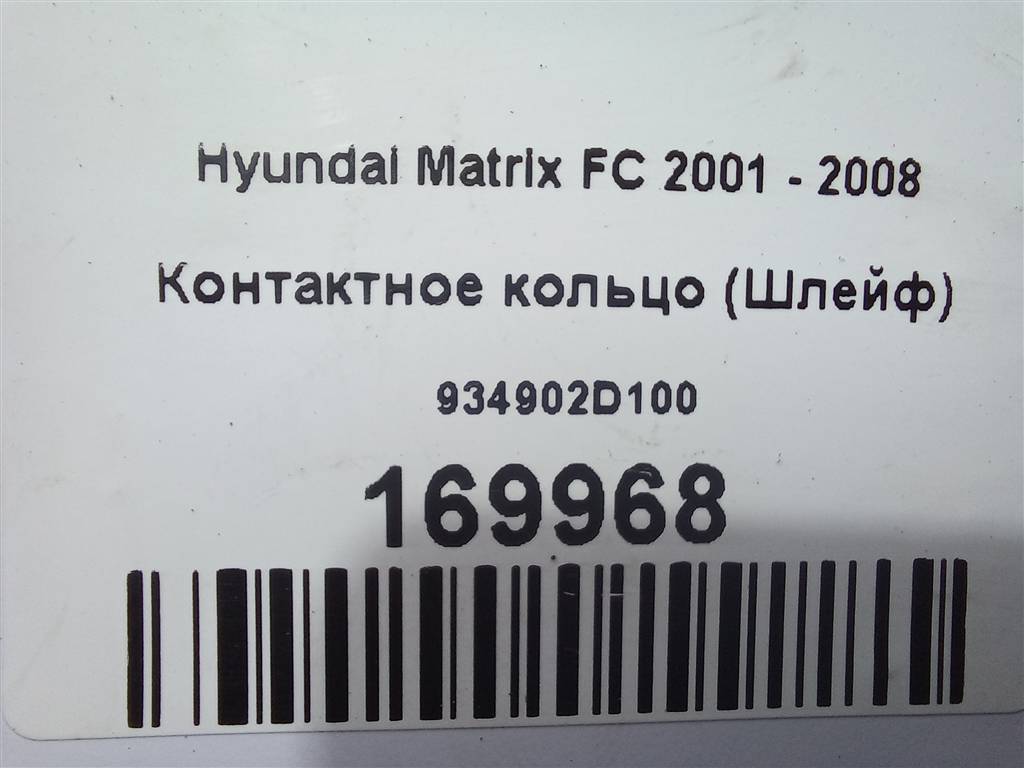 Hyundai Matrix FC 2001 - 2008
Контактное кольцо (Шлейф)
934902D100
169968